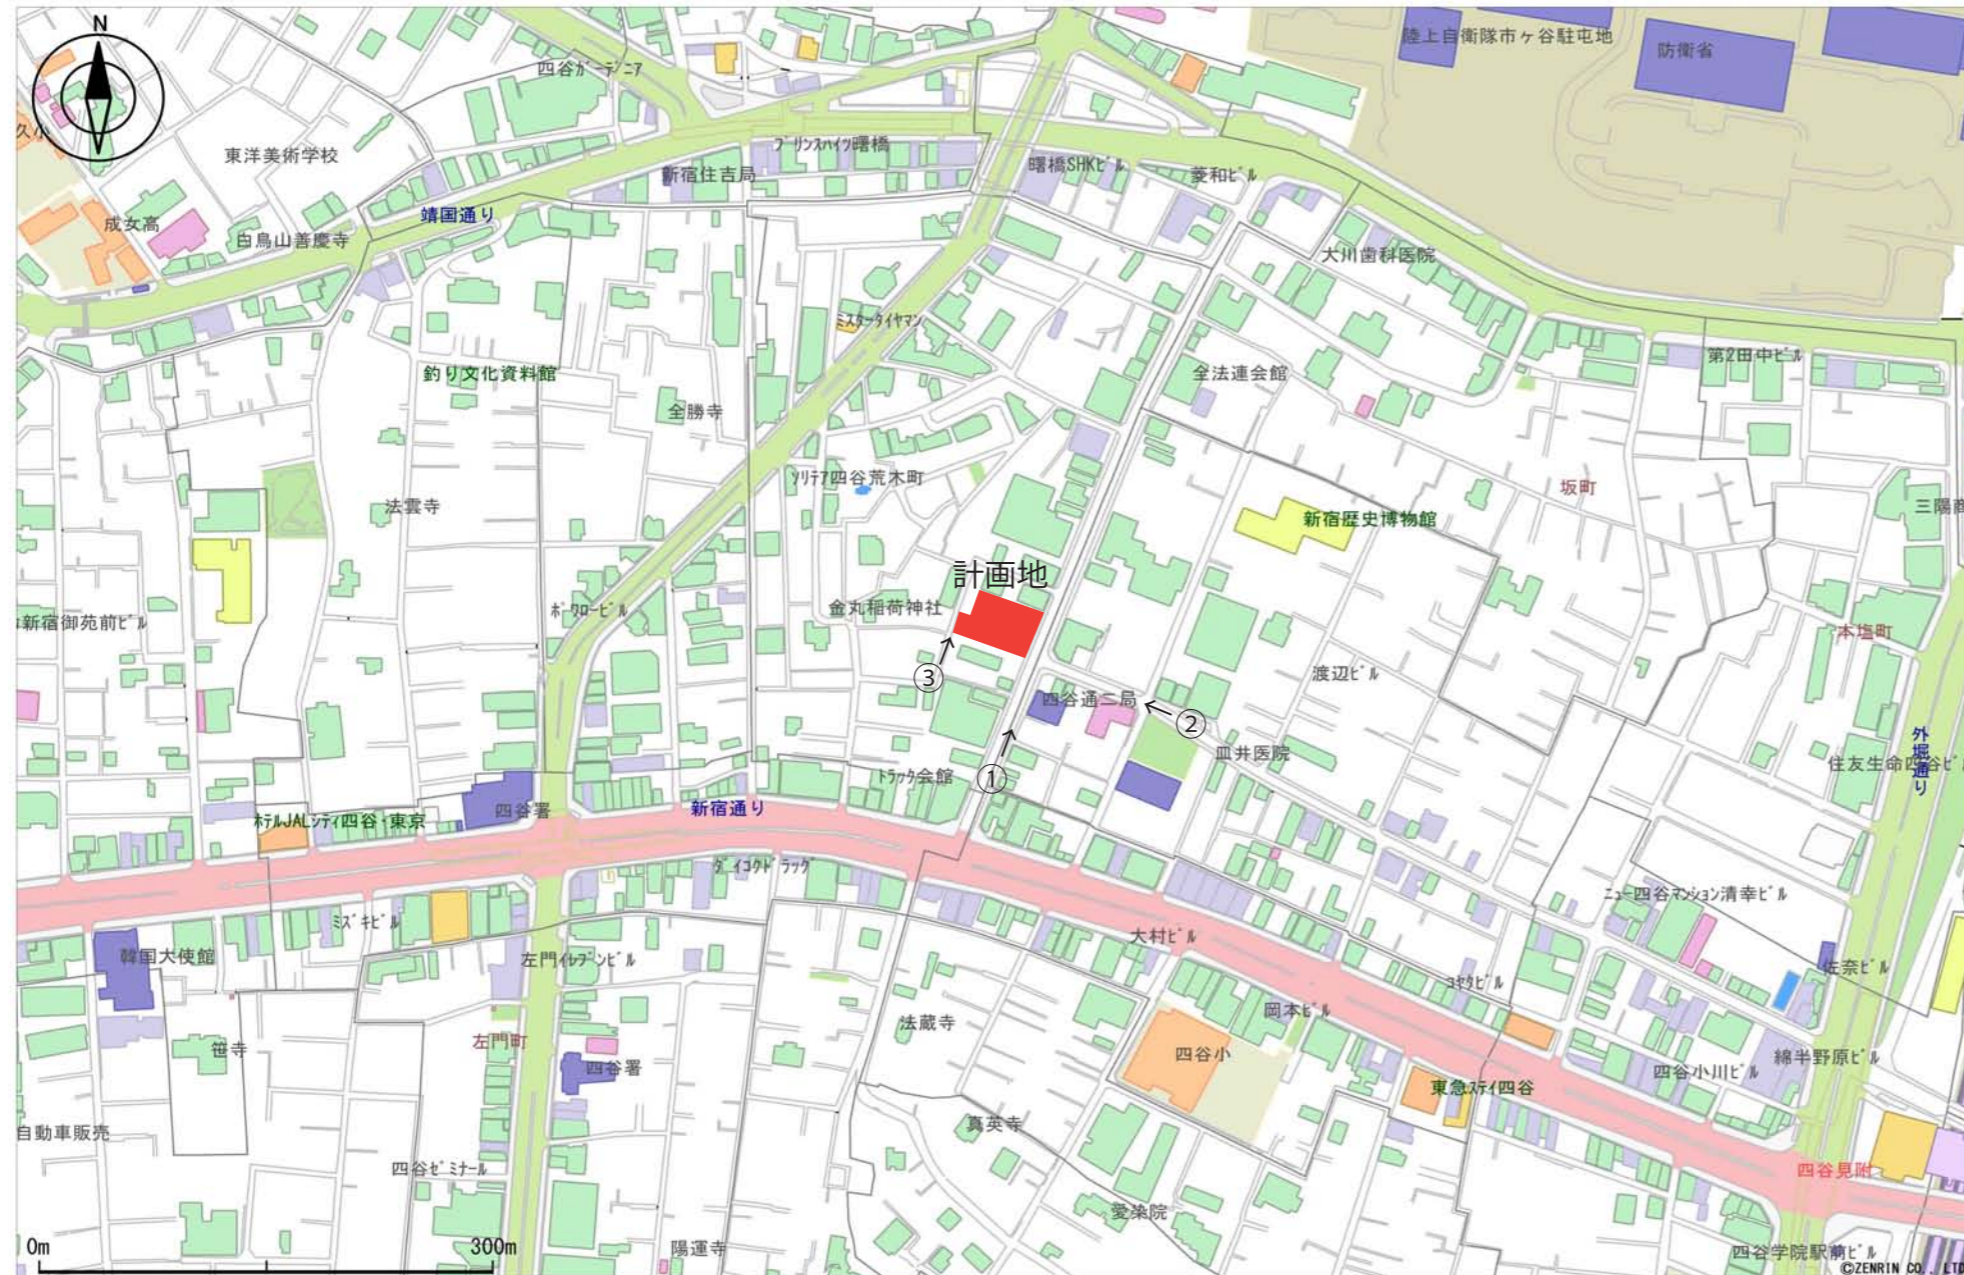 N
陸上自衛隊市ヶ谷駐屯地
防衛省
四谷ガーデニア
久小
東洋美術学校
プリンスハイツ曙橋
曙橋SHKビル
新宿住吉局
菱和ビル
成女高
靖国通り
白鳥山善慶寺
大川歯科医院
ミスタータイヤマン
第2田中ビル
釣り文化資料館
全法連会館
全勝寺
ソリテア四谷荒木町
坂町
法雲寺
新宿歴史博物館
三陽商
計画地
金丸稲荷神社
ホワロービル
新宿御苑前ビル
本塩町
③
渡辺ビル
四谷通二局
②
皿井医院
外堀通り
住友生命四谷ビル
①
トラック会館
新宿通り
四谷署
ホテルJALシティ四谷・東京
ダイコクドラッグ
ニュー四谷マンション清幸ビル
ミズキビル
大村ビル
韓国大使館
左門イレブンビル
佐奈ビル
コヤタビル
岡本ビル
法蔵寺
左門町
笹寺
四谷小
四谷署
綿半野原ビル
四谷小川ビル
東急ステイ四谷
真英寺
自動車販売
四谷ゼミナール
四谷見附
愛染院
0m
300m
陽運寺
四谷学院駅前ビル
©ZENRIN CO., LTD